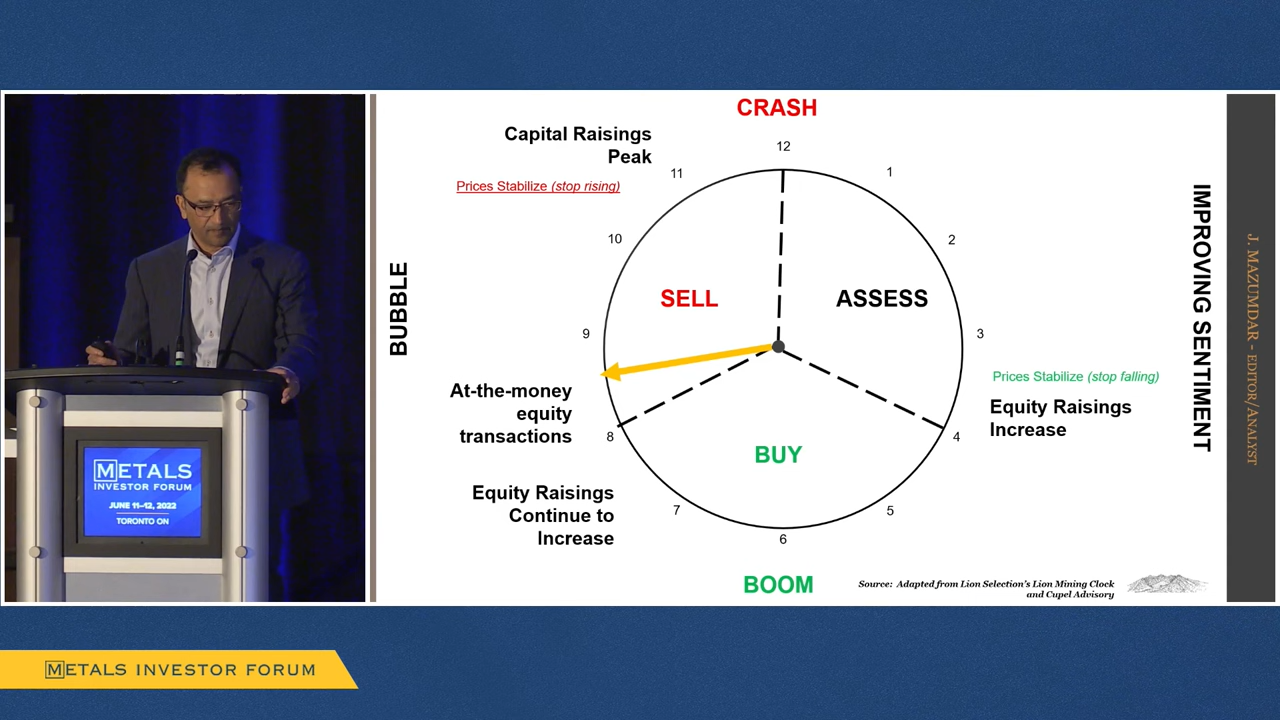 CRASH
Capital Raisings
Peak
Prices Stabilize (stop rising)
12
1
2
3
4
5
6
7
8
9
10
11
BUBBLE
SELL
ASSESS
BUY
At-the-money
equity
transactions
Equity Raisings
Continue to
Increase
Prices Stabilize (stop falling)
Equity Raisings
Increase
IMPROVING SENTIMENT
J. MAZUMDAR - EDITOR/ANALYST
BOOM
Source: Adapted from Lion Selection's Lion Mining Clock
and Cupel Advisory
METALS
INVESTOR FORUM
JUNE 11–12, 2022
TORONTO ON
METALS INVESTOR FORUM